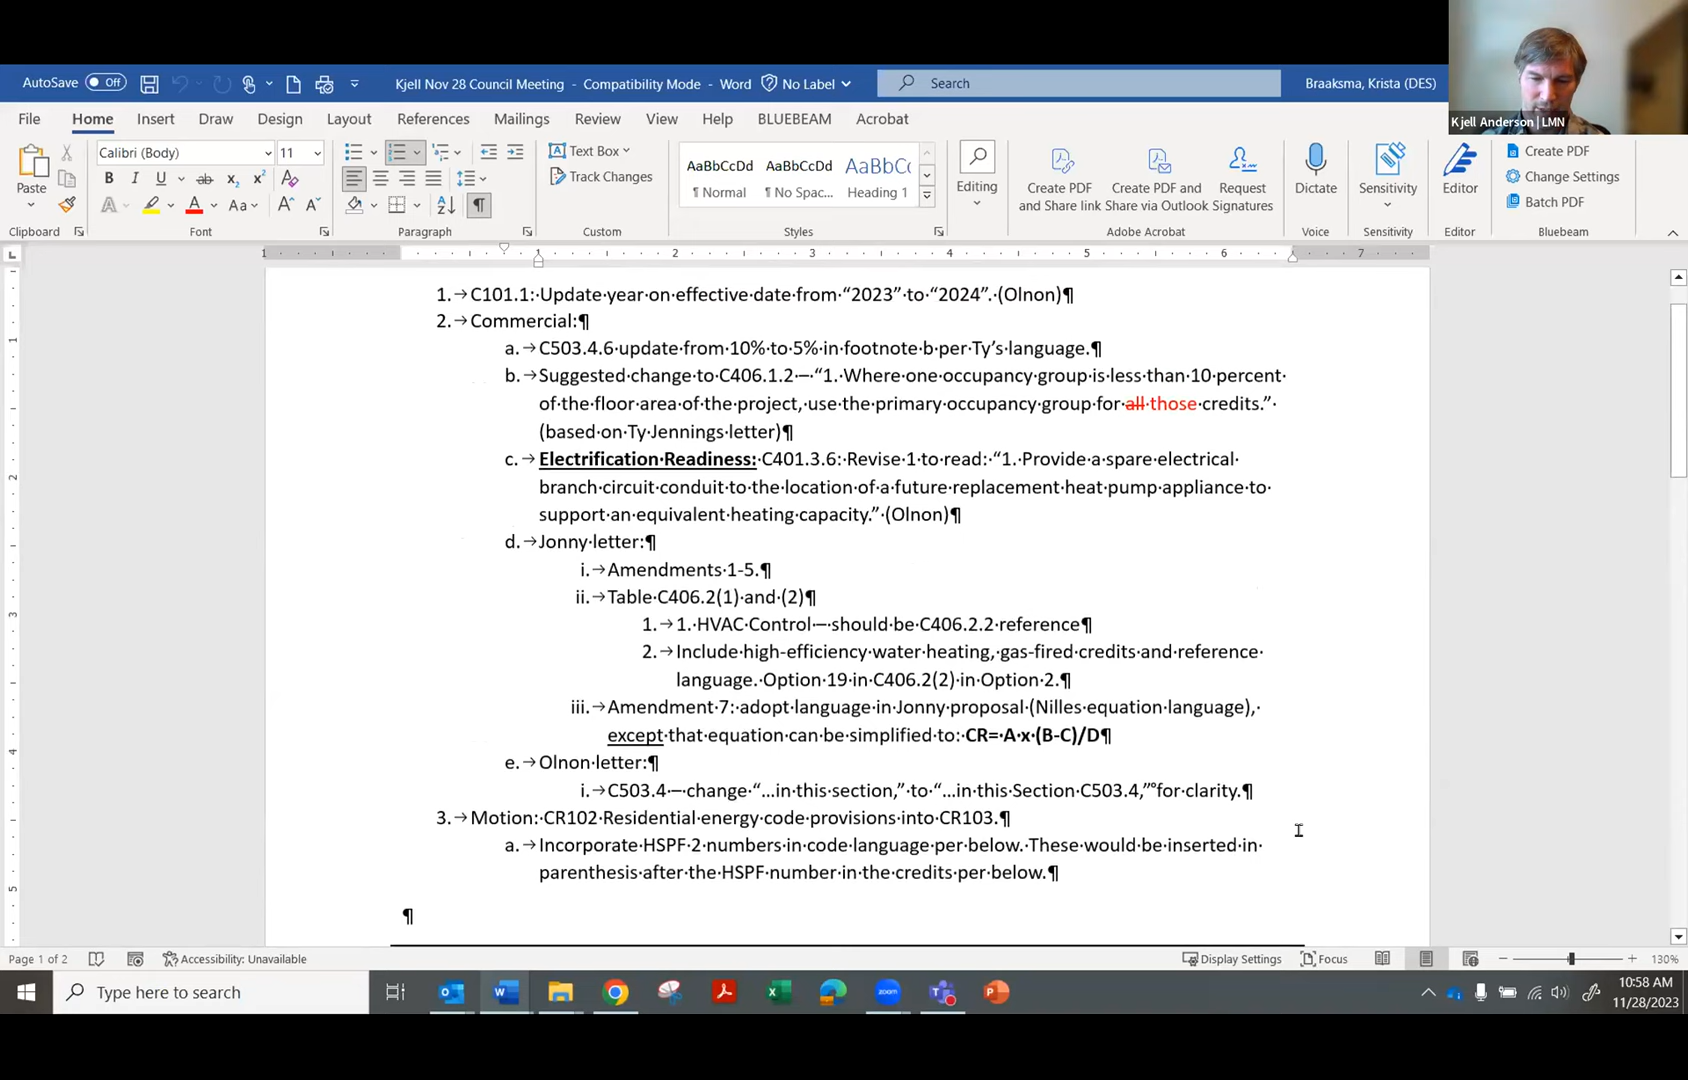 Kjell Anderson | LMN
AutoSave Off Kjell Nov 28 Council Meeting - Compatibility Mode - Word No Label Search Braaksma, Krista (DES)
File Home Insert Draw Design Layout References Mailings Review View Help BLUEBEAM Acrobat
Paste Calibri (Body) 11 Text Box Track Changes AaBbCcDd AaBbCcDd AaBbCc Normal No Spac... Heading 1 Editing Create PDF and Share link Create PDF and Share via Outlook Request Signatures Dictate Sensitivity Editor Create PDF Change Settings Batch PDF
Clipboard Font Paragraph Custom Styles Adobe Acrobat Voice Sensitivity Editor Bluebeam
1 1 2 3 4 5 6 7
1. C101.1: Update year on effective date from “2023” to “2024”. (Olnon)¶
2. Commercial:¶
a. C503.4.6 update from 10% to 5% in footnote b per Ty’s language.¶
b. Suggested change to C406.1.2 – “1. Where one occupancy group is less than 10 percent
of the floor area of the project, use the primary occupancy group for all those credits.”
(based on Ty Jennings letter)¶
c. Electrification Readiness: C401.3.6: Revise 1 to read: “1. Provide a spare electrical
branch circuit conduit to the location of a future replacement heat pump appliance to
support an equivalent heating capacity.” (Olnon)¶
d. Jonny letter:¶
i. Amendments 1-5.¶
ii. Table C406.2(1) and (2)¶
1. 1. HVAC Control – should be C406.2.2 reference¶
2. Include high-efficiency water heating, gas-fired credits and reference
language. Option 19 in C406.2(2) in Option 2.¶
iii. Amendment 7: adopt language in Jonny proposal (Nilles equation language),
except that equation can be simplified to: CR= A x (B-C)/D¶
e. Olnon letter:¶
i. C503.4 – change “…in this section,” to “…in this Section C503.4,” for clarity.¶
3. Motion: CR102 Residential energy code provisions into CR103.¶
a. Incorporate HSPF 2 numbers in code language per below. These would be inserted in
parenthesis after the HSPF number in the credits per below.¶
¶
Page 1 of 2 Accessibility: Unavailable Display Settings Focus 130%
Type here to search 10:58 AM
11/28/2023